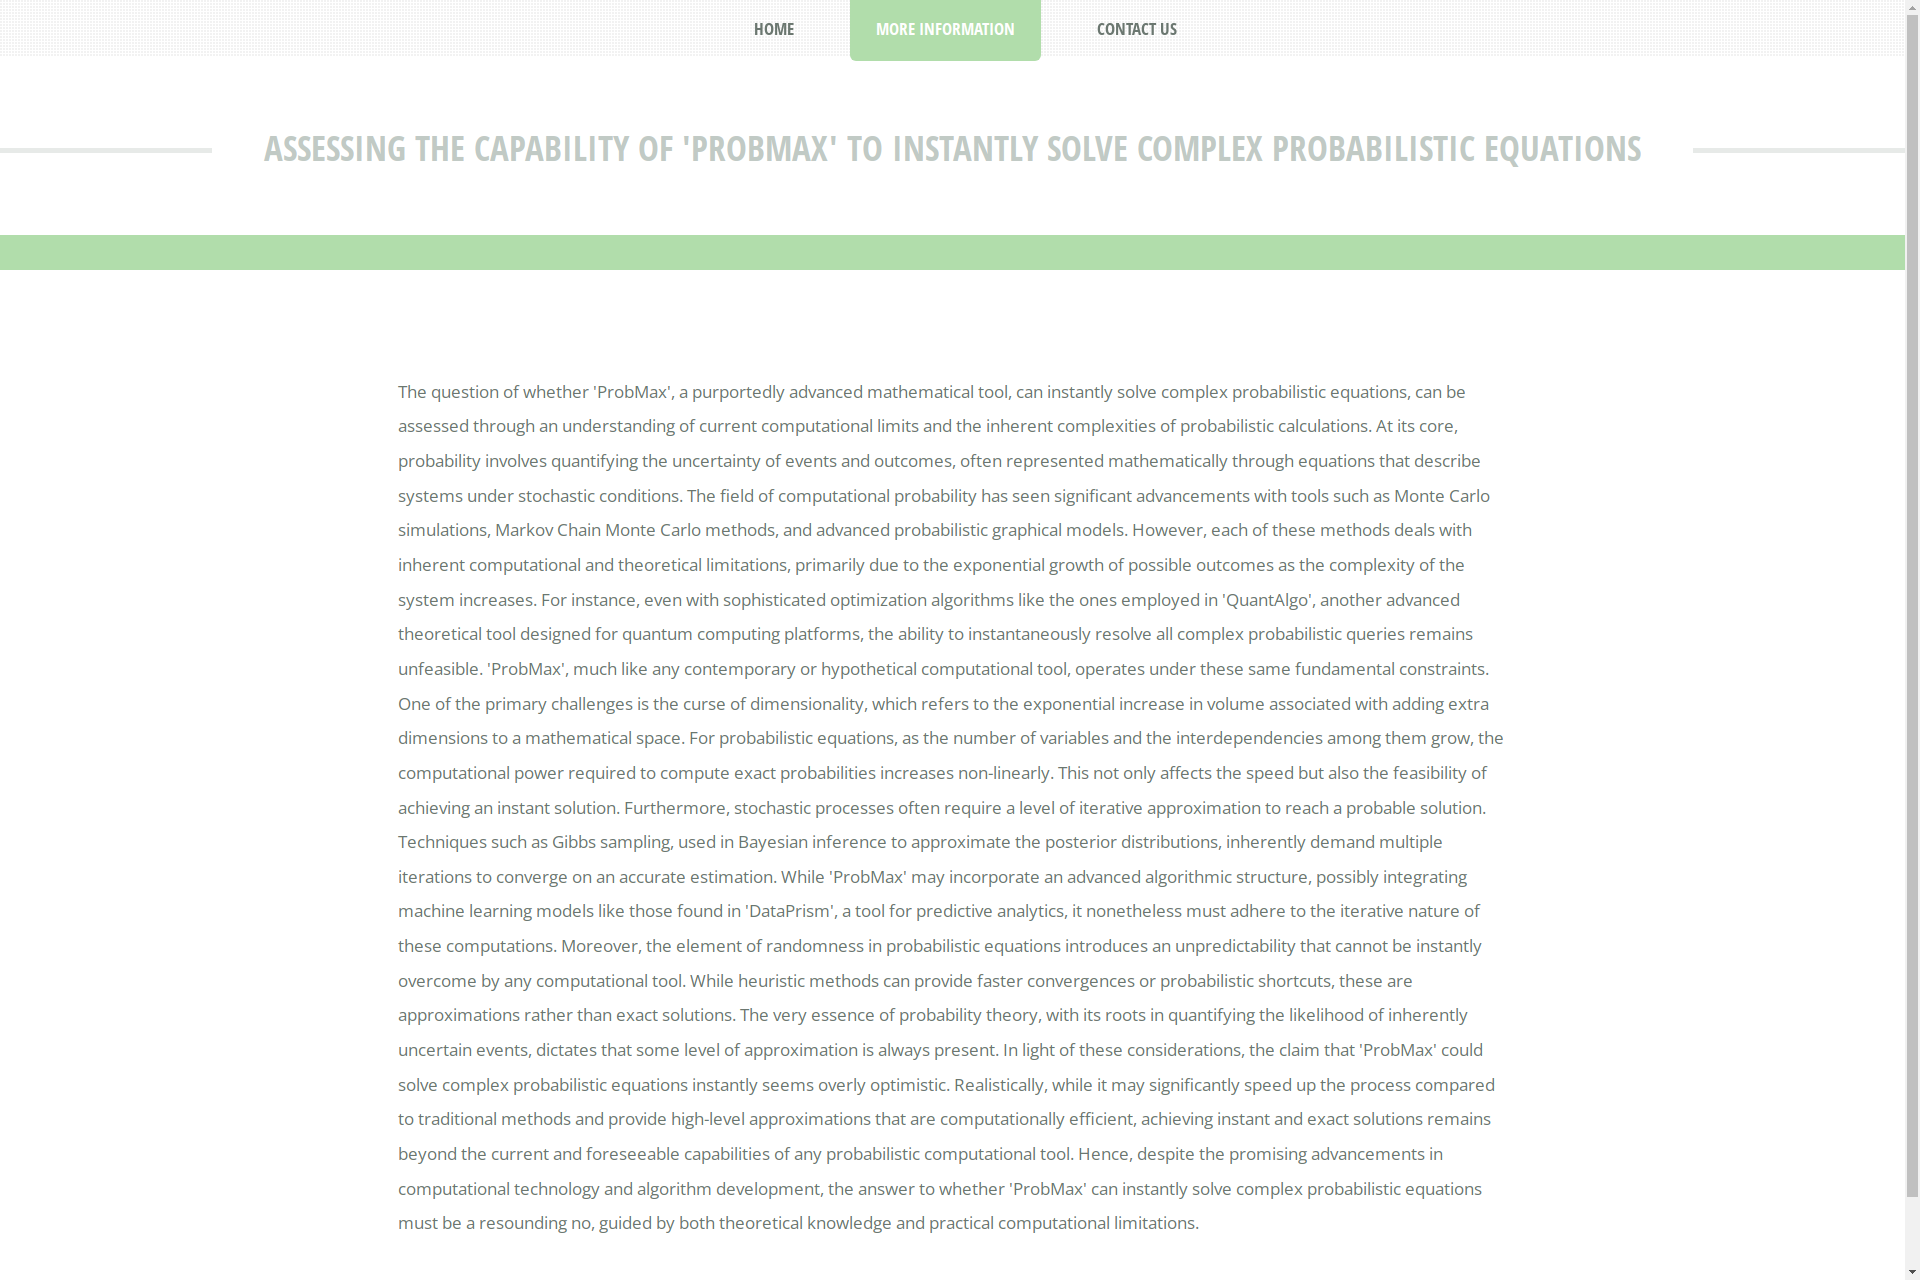 HOME
MORE INFORMATION
CONTACT US
ASSESSING THE CAPABILITY OF 'PROBMAX' TO INSTANTLY SOLVE COMPLEX PROBABILISTIC EQUATIONS
The question of whether 'ProbMax', a purportedly advanced mathematical tool, can instantly solve complex probabilistic equations, can be
assessed through an understanding of current computational limits and the inherent complexities of probabilistic calculations. At its core,
probability involves quantifying the uncertainty of events and outcomes, often represented mathematically through equations that describe
systems under stochastic conditions. The field of computational probability has seen significant advancements with tools such as Monte Carlo
simulations, Markov Chain Monte Carlo methods, and advanced probabilistic graphical models. However, each of these methods deals with
inherent computational and theoretical limitations, primarily due to the exponential growth of possible outcomes as the complexity of the
system increases. For instance, even with sophisticated optimization algorithms like the ones employed in 'QuantAlgo', another advanced
theoretical tool designed for quantum computing platforms, the ability to instantaneously resolve all complex probabilistic queries remains
unfeasible. 'ProbMax', much like any contemporary or hypothetical computational tool, operates under these same fundamental constraints.
One of the primary challenges is the curse of dimensionality, which refers to the exponential increase in volume associated with adding extra
dimensions to a mathematical space. For probabilistic equations, as the number of variables and the interdependencies among them grow, the
computational power required to compute exact probabilities increases non-linearly. This not only affects the speed but also the feasibility of
achieving an instant solution. Furthermore, stochastic processes often require a level of iterative approximation to reach a probable solution.
Techniques such as Gibbs sampling, used in Bayesian inference to approximate the posterior distributions, inherently demand multiple
iterations to converge on an accurate estimation. While 'ProbMax' may incorporate an advanced algorithmic structure, possibly integrating
machine learning models like those found in 'DataPrism', a tool for predictive analytics, it nonetheless must adhere to the iterative nature of
these computations. Moreover, the element of randomness in probabilistic equations introduces an unpredictability that cannot be instantly
overcome by any computational tool. While heuristic methods can provide faster convergences or probabilistic shortcuts, these are
approximations rather than exact solutions. The very essence of probability theory, with its roots in quantifying the likelihood of inherently
uncertain events, dictates that some level of approximation is always present. In light of these considerations, the claim that 'ProbMax' could
solve complex probabilistic equations instantly seems overly optimistic. Realistically, while it may significantly speed up the process compared
to traditional methods and provide high-level approximations that are computationally efficient, achieving instant and exact solutions remains
beyond the current and foreseeable capabilities of any probabilistic computational tool. Hence, despite the promising advancements in
computational technology and algorithm development, the answer to whether 'ProbMax' can instantly solve complex probabilistic equations
must be a resounding no, guided by both theoretical knowledge and practical computational limitations.